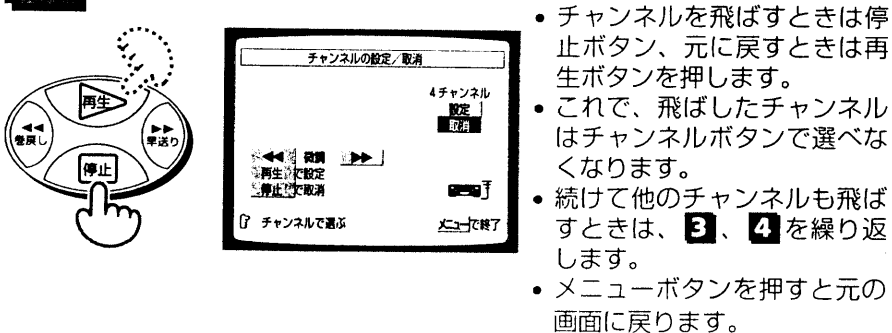 再生
◀◀
巻戻し
▶▶
早送り
停止
チャンネルの設定／取消
4チャンネル
設定
取消
◀◀ 微調 ▶▶
再生で設定
停止で取消
チャンネルで選ぶ
メニューで終了
• チャンネルを飛ばすときは停
止ボタン、元に戻すときは再
生ボタンを押します。
• これで、飛ばしたチャンネル
はチャンネルボタンで選べな
くなります。
• 続けて他のチャンネルも飛ば
すときは、3、4を繰り返
します。
• メニューボタンを押すと元の
画面に戻ります。